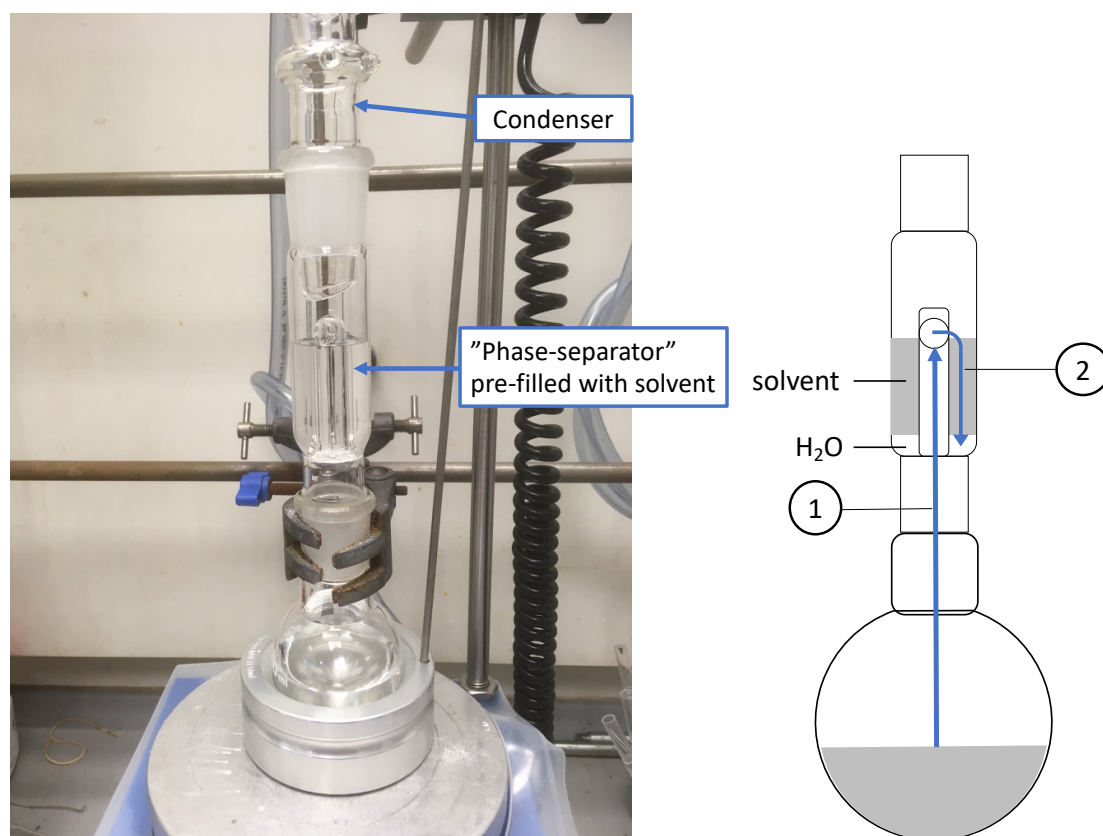 Condenser
”Phase-separator”
pre-filled with solvent
solvent
H₂O
1
2